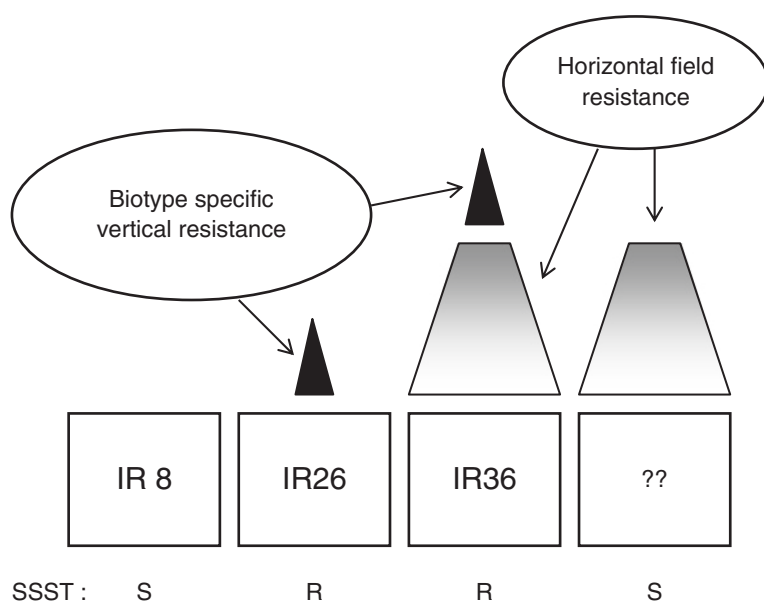 Horizontal field
resistance
Biotype specific
vertical resistance
IR 8
IR26
IR36
??
SSST : S R R S